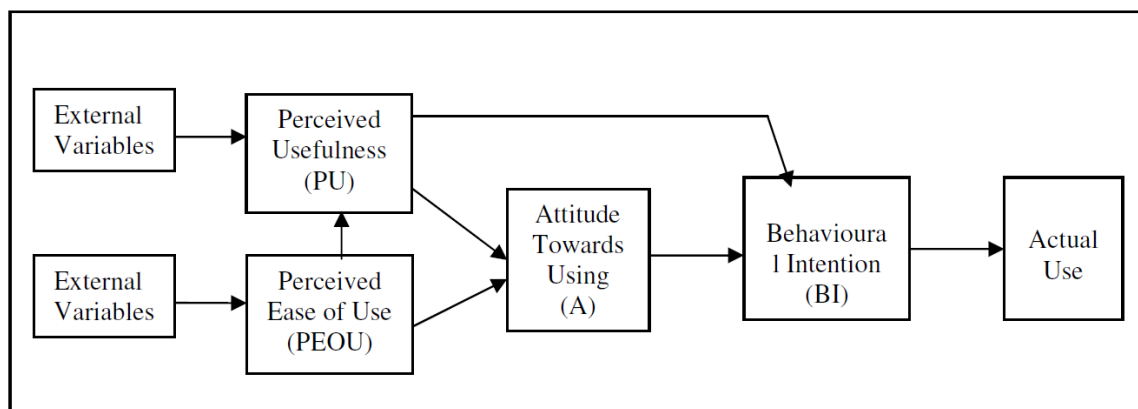 External
Variables
Perceived
Usefulness
(PU)
External
Variables
Perceived
Ease of Use
(PEOU)
Attitude
Towards
Using
(A)
Behavioura
l Intention
(BI)
Actual
Use